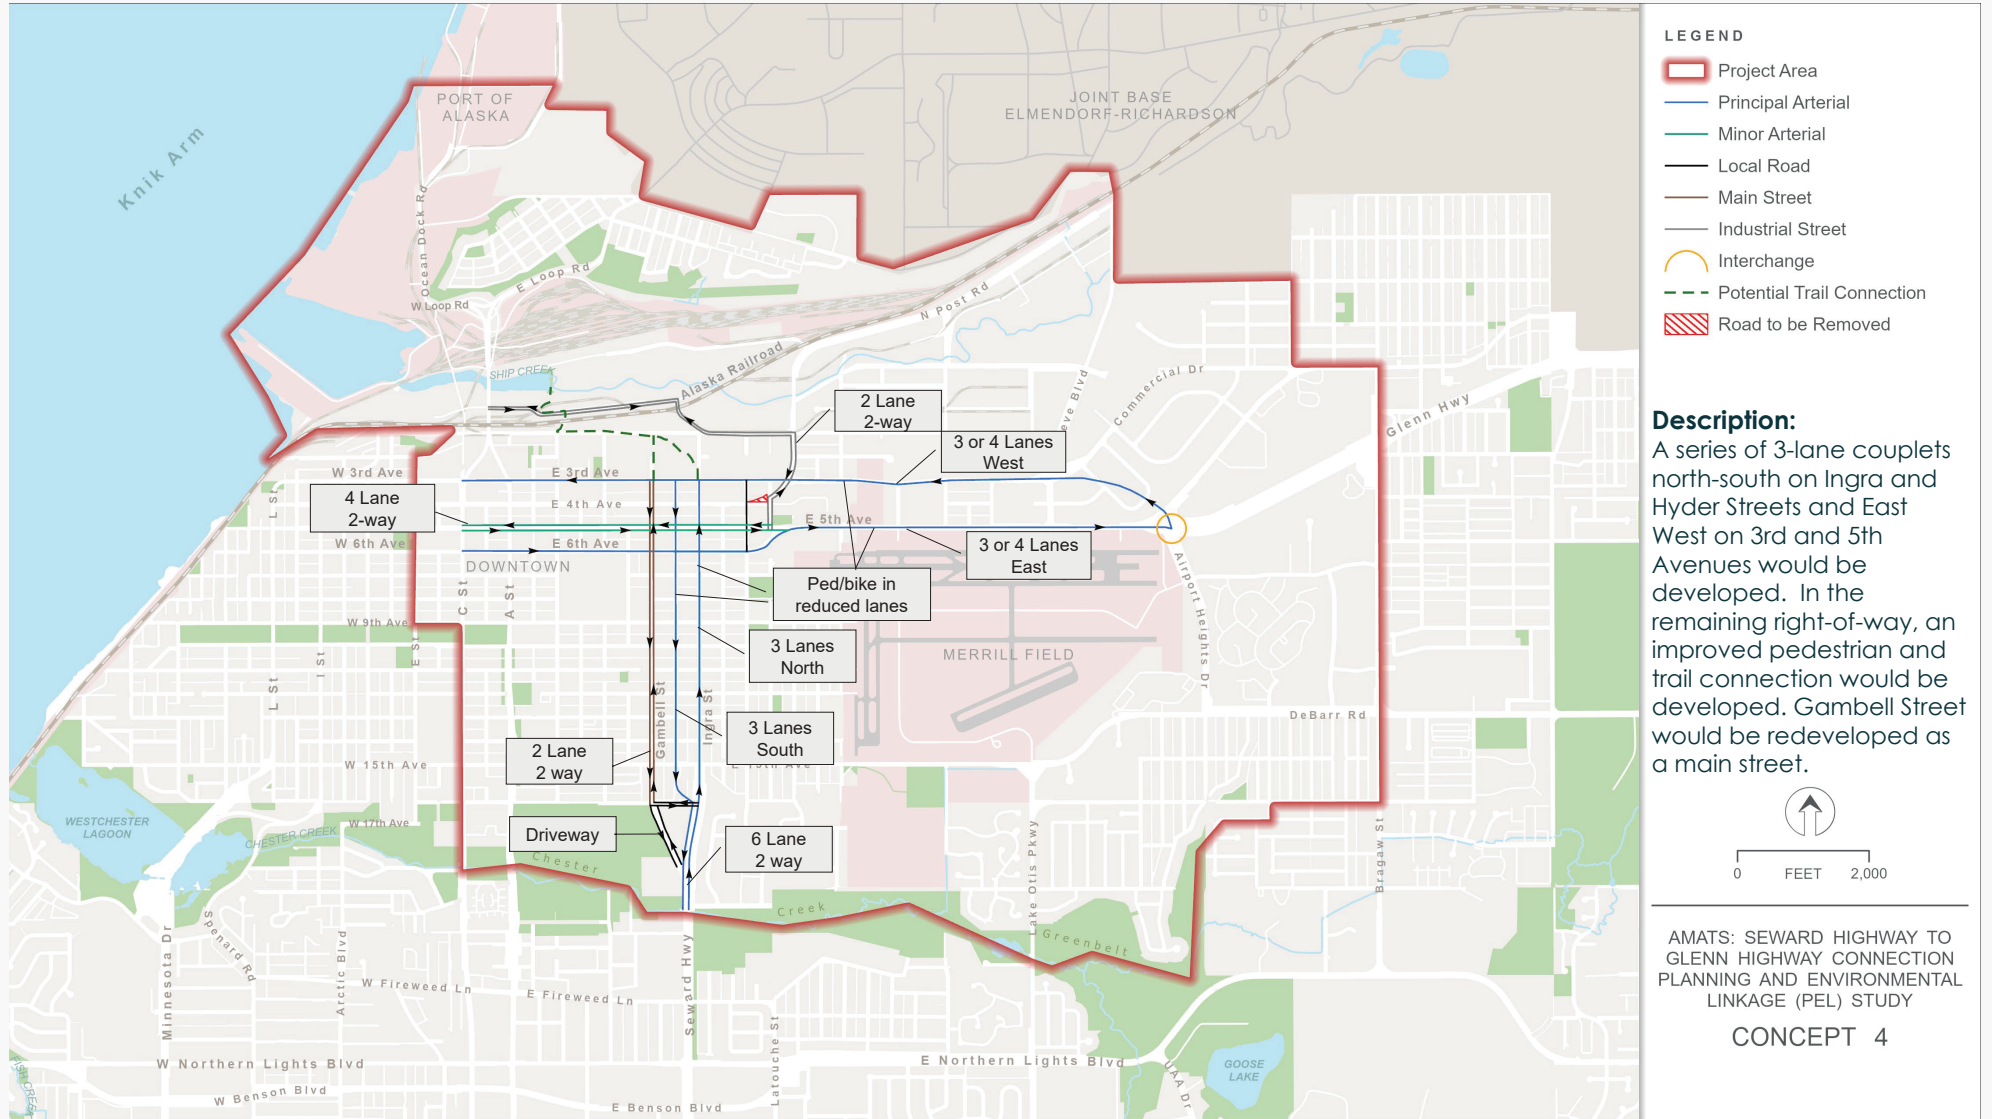 LEGEND
Project Area
Principal Arterial
Minor Arterial
Local Road
Main Street
Industrial Street
Interchange
Potential Trail Connection
Road to be Removed
Description:
A series of 3-lane couplets
north-south on Ingra and
Hyder Streets and East
West on 3rd and 5th
Avenues would be
developed. In the
remaining right-of-way, an
improved pedestrian and
trail connection would be
developed. Gambell Street
would be redeveloped as
a main street.
0 FEET 2,000
AMATS: SEWARD HIGHWAY TO
GLENN HIGHWAY CONNECTION
PLANNING AND ENVIRONMENTAL
LINKAGE (PEL) STUDY
CONCEPT 4
PORT OF
ALASKA
JOINT BASE
ELMENDORF-RICHARDSON
Knik Arm
Ocean Dock Rd
E Loop Rd
W Loop Rd
N Post Rd
SHIP CREEK
Alaska Railroad
Commercial Dr
Glenn Hwy
2 Lane
2-way
3 or 4 Lanes
West
W 3rd Ave
E 3rd Ave
4 Lane
2-way
E 4th Ave
E 5th Ave
L St
W 6th Ave
E 6th Ave
3 or 4 Lanes
East
DOWNTOWN
Ped/bike in
reduced lanes
C St
A St
Airport Heights Dr
W 9th Ave
E St
I St
L St
3 Lanes
North
MERRILL FIELD
Gambell St
Ingra St
3 Lanes
South
DeBarr Rd
2 Lane
2 way
W 15th Ave
Driveway
6 Lane
2 way
WESTCHESTER
LAGOON
CHESTER CREEK
W 17th Ave
Chester
Creek
Greenbelt
Lake Otis Pkwy
Bragaw St
Minnesota Dr
Spenard Rd
Arctic Blvd
W Fireweed Ln
E Fireweed Ln
Seward Hwy
Latouche St
W Northern Lights Blvd
E Northern Lights Blvd
W Benson Blvd
E Benson Blvd
UAA Dr
GOOSE
LAKE